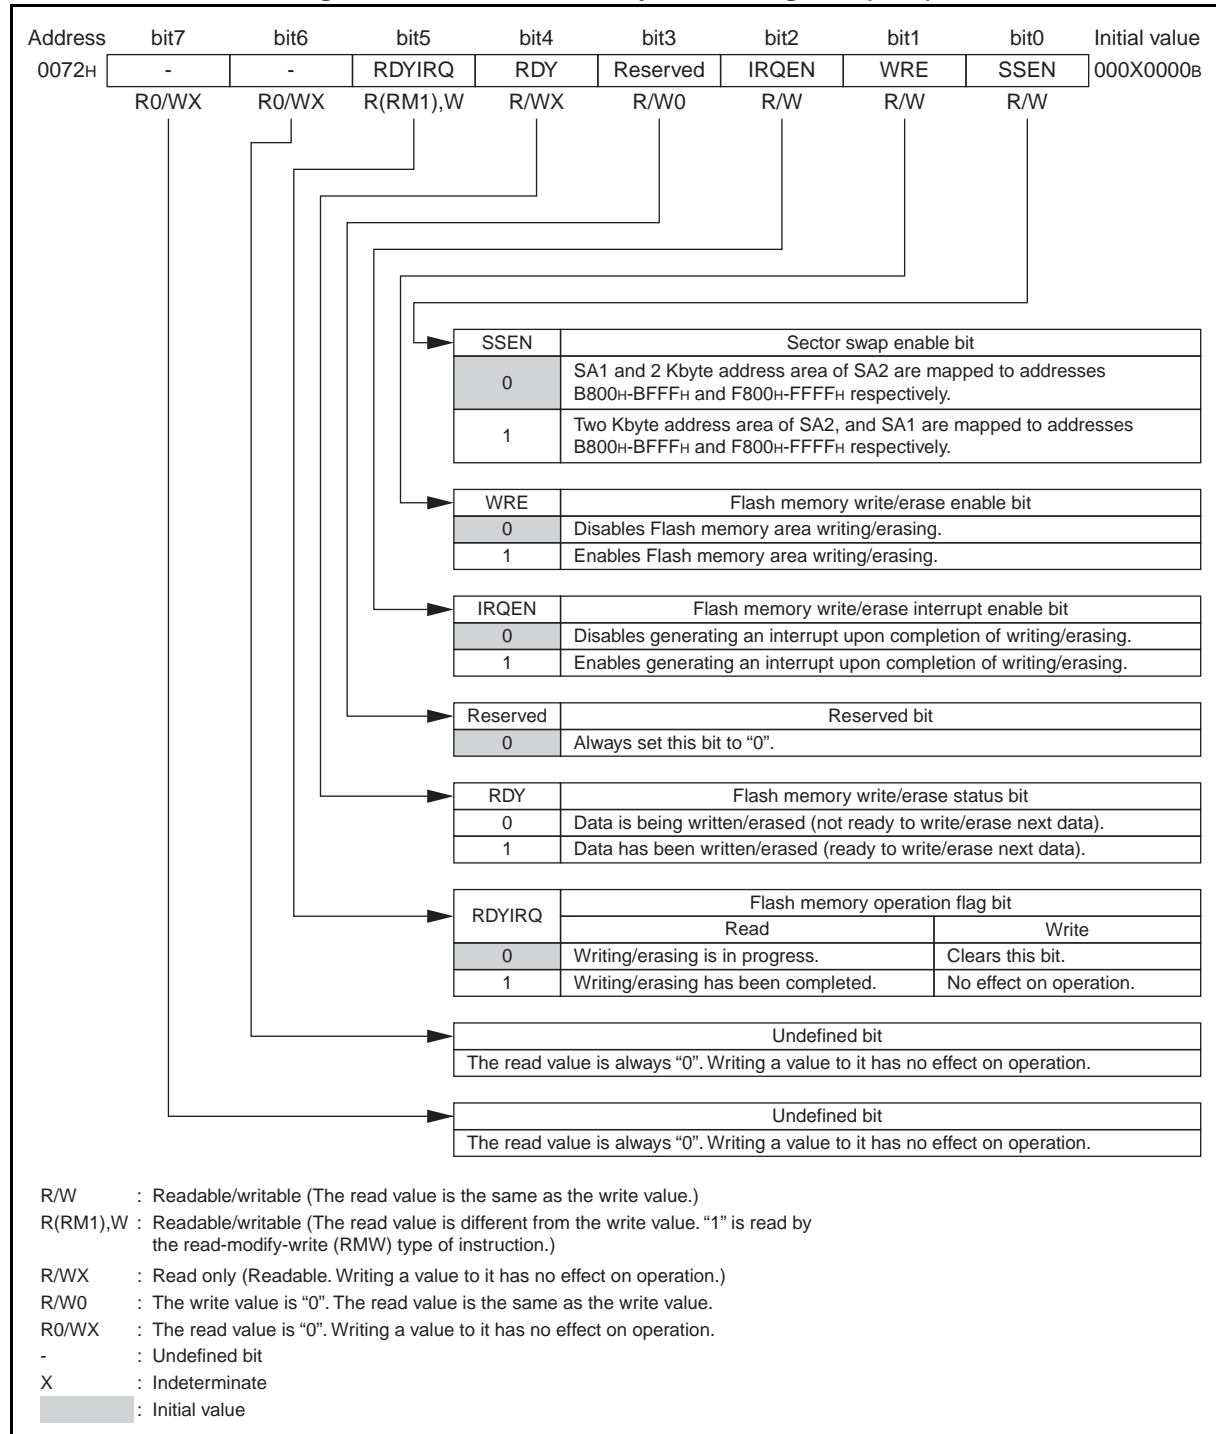 Address bit7 bit6 bit5 bit4 bit3 bit2 bit1 bit0 Initial value
0072H - - RDYIRQ RDY Reserved IRQEN WRE SSEN 000X0000B
R0/WX R0/WX R(RM1),W R/WX R/W0 R/W R/W R/W
SSEN Sector swap enable bit
0 SA1 and 2 Kbyte address area of SA2 are mapped to addresses
B800H-BFFFH and F800H-FFFFH respectively.
1 Two Kbyte address area of SA2, and SA1 are mapped to addresses
B800H-BFFFH and F800H-FFFFH respectively.
WRE Flash memory write/erase enable bit
0 Disables Flash memory area writing/erasing.
1 Enables Flash memory area writing/erasing.
IRQEN Flash memory write/erase interrupt enable bit
0 Disables generating an interrupt upon completion of writing/erasing.
1 Enables generating an interrupt upon completion of writing/erasing.
Reserved Reserved bit
0 Always set this bit to “0”.
RDY Flash memory write/erase status bit
0 Data is being written/erased (not ready to write/erase next data).
1 Data has been written/erased (ready to write/erase next data).
RDYIRQ Flash memory operation flag bit
Read Write
0 Writing/erasing is in progress. Clears this bit.
1 Writing/erasing has been completed. No effect on operation.
Undefined bit
The read value is always “0”. Writing a value to it has no effect on operation.
Undefined bit
The read value is always “0”. Writing a value to it has no effect on operation.
R/W : Readable/writable (The read value is the same as the write value.)
R(RM1),W : Readable/writable (The read value is different from the write value. “1” is read by
the read-modify-write (RMW) type of instruction.)
R/WX : Read only (Readable. Writing a value to it has no effect on operation.)
R/W0 : The write value is “0”. The read value is the same as the write value.
R0/WX : The read value is “0”. Writing a value to it has no effect on operation.
- : Undefined bit
X : Indeterminate
: Initial value